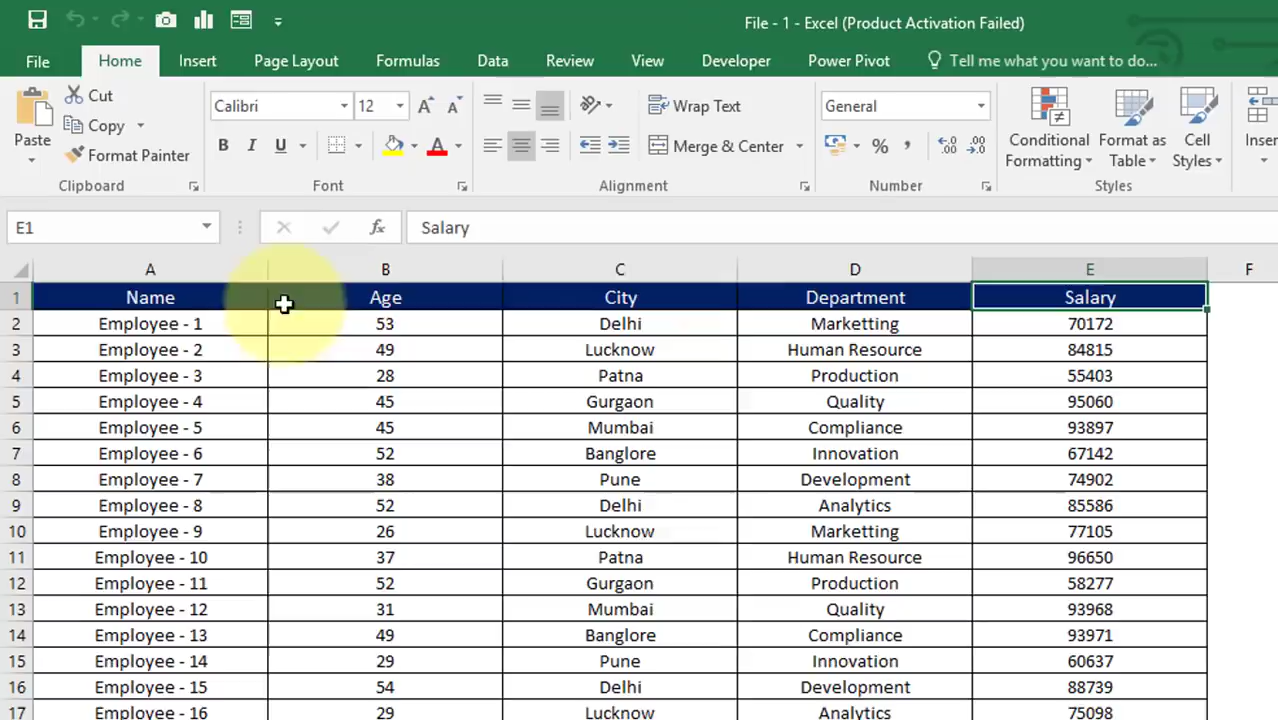 File - 1 - Excel (Product Activation Failed)
File Home Insert Page Layout Formulas Data Review View Developer Power Pivot Tell me what you want to do...
Paste
Cut
Copy
Format Painter
Clipboard
Calibri 12 A A
B I U A
Font
Wrap Text
Merge & Center
Alignment
General
% , .00 .0 .00
Number
Conditional Formatting
Format as Table
Cell Styles
Styles
E1 fx Salary
A B C D E F
1 Name Age City Department Salary
2 Employee - 1 53 Delhi Marketting 70172
3 Employee - 2 49 Lucknow Human Resource 84815
4 Employee - 3 28 Patna Production 55403
5 Employee - 4 45 Gurgaon Quality 95060
6 Employee - 5 45 Mumbai Compliance 93897
7 Employee - 6 52 Banglore Innovation 67142
8 Employee - 7 38 Pune Development 74902
9 Employee - 8 52 Delhi Analytics 85586
10 Employee - 9 26 Lucknow Marketting 77105
11 Employee - 10 37 Patna Human Resource 96650
12 Employee - 11 52 Gurgaon Production 58277
13 Employee - 12 31 Mumbai Quality 93968
14 Employee - 13 49 Banglore Compliance 93971
15 Employee - 14 29 Pune Innovation 60637
16 Employee - 15 54 Delhi Development 88739
17 Employee - 16 29 Lucknow Analytics 75098